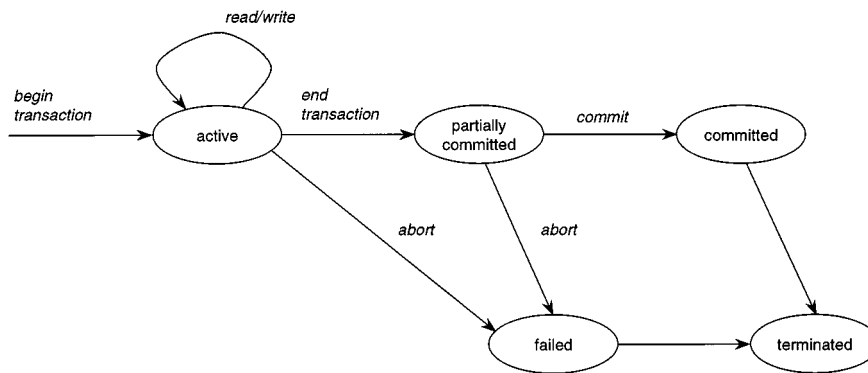 read/write
begin
transaction
end
transaction
active
partially
committed
commit
committed
abort
abort
failed
terminated